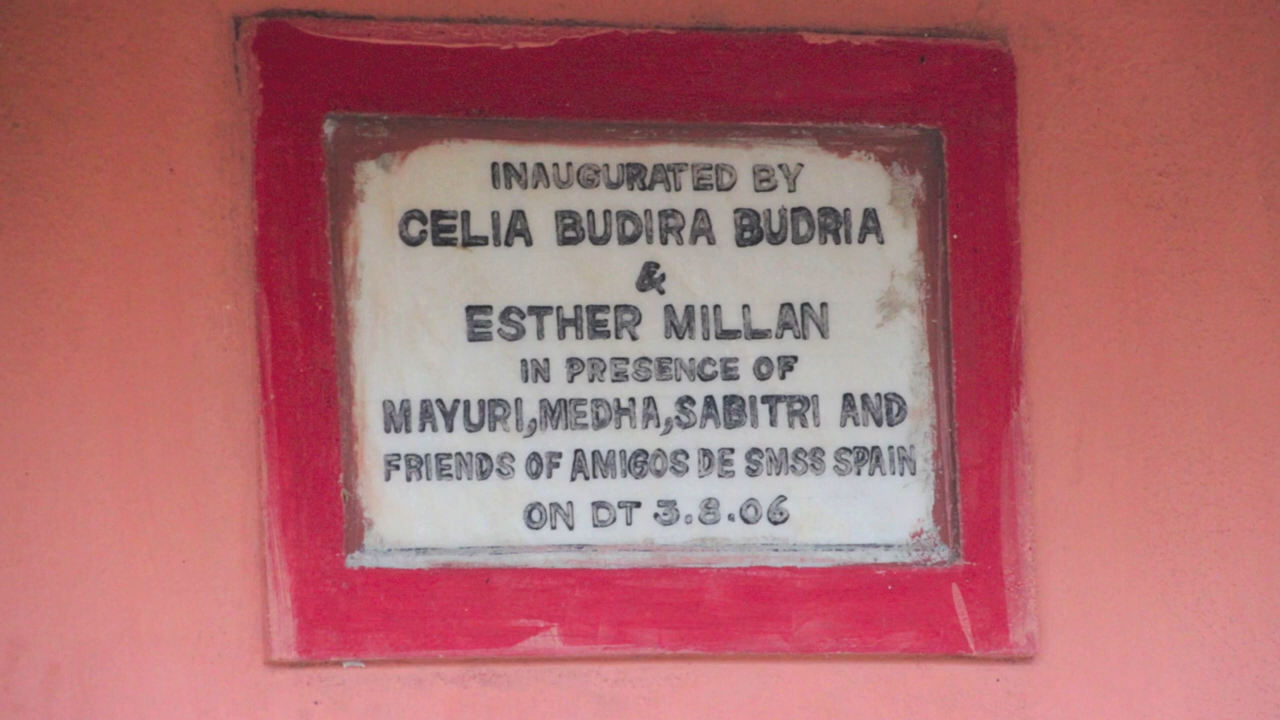 INAUGURATED BY
CELIA BUDIRA BUDRIA
&
ESTHER MILLAN
IN PRESENCE OF
MAYURI,MEDHA,SABITRI AND
FRIENDS OF AMIGOS DE SMSS SPAIN
ON DT 3.8.06